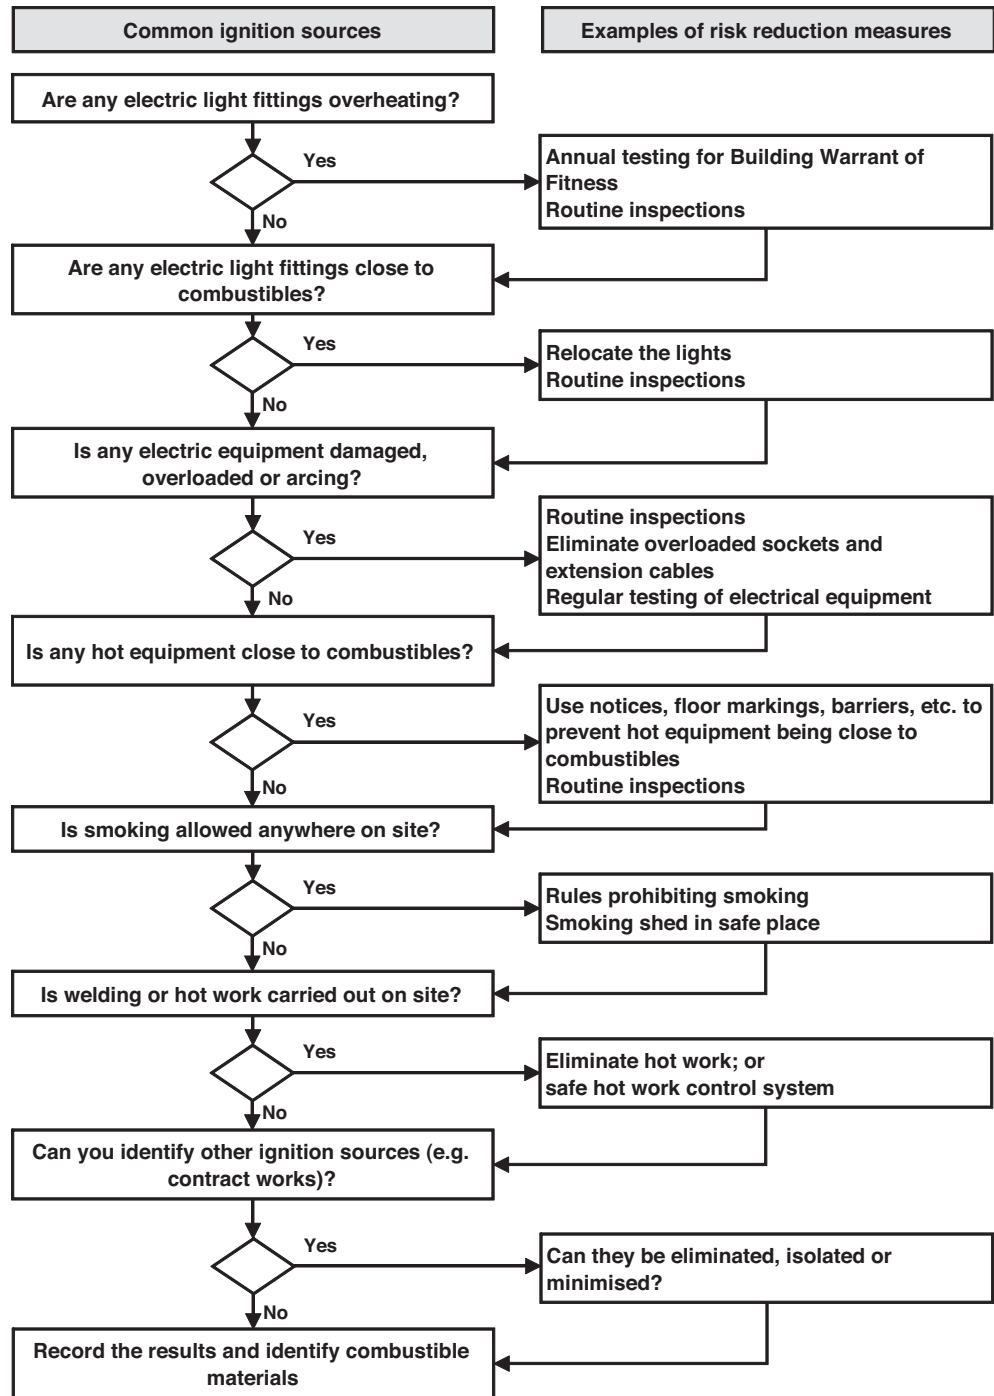 Common ignition sources
Examples of risk reduction measures
Are any electric light fittings overheating?
Yes
Annual testing for Building Warrant of
Fitness
Routine inspections
No
Are any electric light fittings close to
combustibles?
Yes
Relocate the lights
Routine inspections
No
Is any electric equipment damaged,
overloaded or arcing?
Yes
Routine inspections
Eliminate overloaded sockets and
extension cables
Regular testing of electrical equipment
No
Is any hot equipment close to combustibles?
Yes
Use notices, floor markings, barriers, etc. to
prevent hot equipment being close to
combustibles
Routine inspections
No
Is smoking allowed anywhere on site?
Yes
Rules prohibiting smoking
Smoking shed in safe place
No
Is welding or hot work carried out on site?
Yes
Eliminate hot work; or
safe hot work control system
No
Can you identify other ignition sources (e.g.
contract works)?
Yes
Can they be eliminated, isolated or
minimised?
No
Record the results and identify combustible
materials